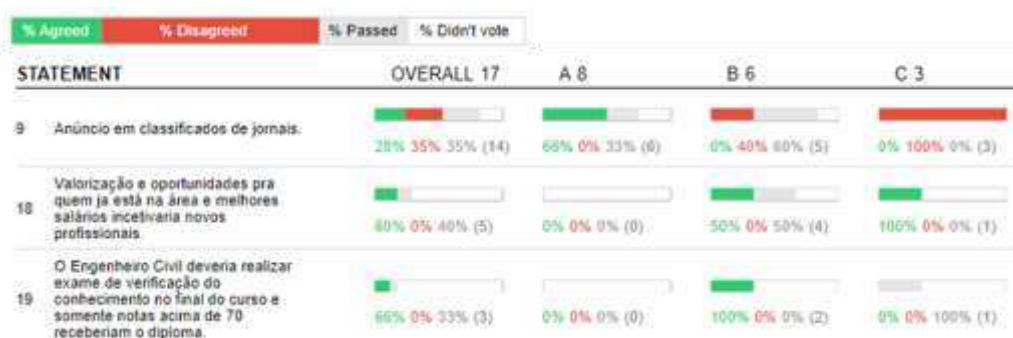 % Agreed % Disagreed % Passed % Didn't vote
STATEMENT OVERALL 17 A 8 B 6 C 3
9 Anúncio em classificados de jornais.
28% 35% 35% (14) 66% 0% 33% (6) 0% 40% 60% (5) 0% 100% 0% (3)
Valorização e oportunidades pra
quem ja está na área e melhores
18 salários incetivaria novos
profissionais.
60% 0% 40% (5) 0% 0% 0% (0) 50% 0% 50% (4) 100% 0% 0% (1)
O Engenheiro Civil deveria realizar
exame de verificação do
19 conhecimento no final do curso e
somente notas acima de 70
receberiam o diploma.
66% 0% 33% (3) 0% 0% 0% (0) 100% 0% 0% (2) 0% 0% 100% (1)